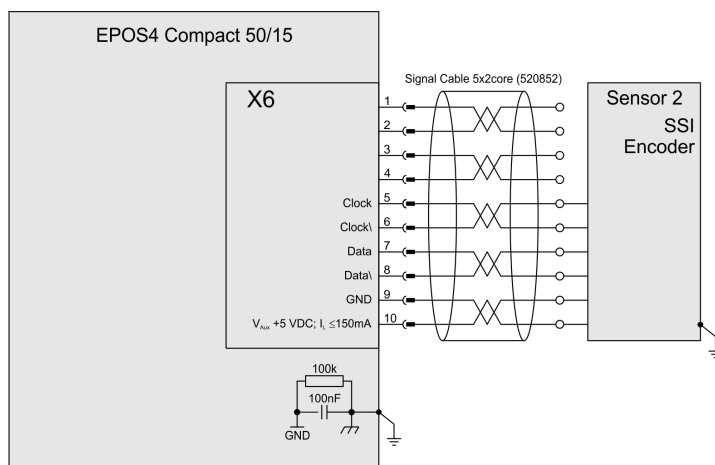 EPOS4 Compact 50/15
Signal Cable 5x2core (520852)
X6
Sensor 2
SSI
Encoder
1
2
3
4
Clock 5
Clock\ 6
Data 7
Data\ 8
GND 9
V_Aux +5 VDC; I_L ≤150mA 10
100k
100nF
GND